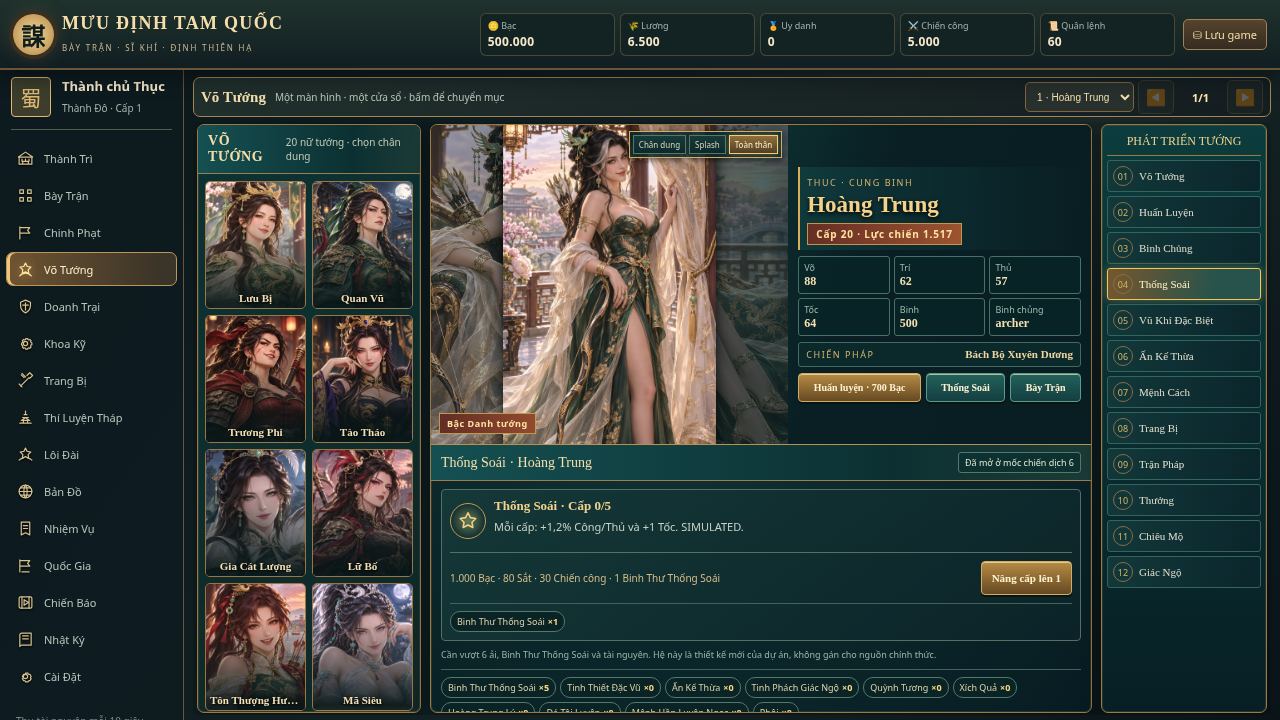 謀
MƯU ĐỊNH TAM QUỐC
BÀY TRẬN · SĨ KHÍ · ĐỊNH THIÊN HẠ
Bạc
500.000
Lương
6.500
Uy danh
0
Chiến công
5.000
Quân lệnh
60
Lưu game
蜀
Thành chủ Thục
Thành Đô · Cấp 1
Thành Trì
Bày Trận
Chinh Phạt
Võ Tướng
Doanh Trại
Khoa Kỹ
Trang Bị
Thí Luyện Tháp
Lôi Đài
Bản Đồ
Nhiệm Vụ
Quốc Gia
Chiến Báo
Nhật Ký
Cài Đặt
Võ Tướng
Một màn hình · một cửa sổ · bấm để chuyển mục
1 · Hoàng Trung
1/1
VÕ TƯỚNG
20 nữ tướng · chọn chân dung
Lưu Bị
Quan Vũ
Trương Phi
Tào Tháo
Gia Cát Lượng
Lữ Bố
Tôn Thượng Hư...
Mã Siêu
Chân dung
Splash
Toàn thân
Bậc Danh tướng
THỤC · CUNG BINH
Hoàng Trung
Cấp 20 · Lực chiến 1.517
Võ
88
Trí
62
Thủ
57
Tốc
64
Binh
500
Binh chủng
archer
CHIẾN PHÁP
Bách Bộ Xuyên Dương
Huấn luyện · 700 Bạc
Thống Soái
Bày Trận
Thống Soái · Hoàng Trung
Đã mở ở mốc chiến dịch 6
Thống Soái · Cấp 0/5
Mỗi cấp: +1,2% Công/Thủ và +1 Tốc. SIMULATED.
1.000 Bạc · 80 Sắt · 30 Chiến công · 1 Binh Thư Thống Soái
Nâng cấp lên 1
Binh Thư Thống Soái ×1
Cần vượt 6 ải, Binh Thư Thống Soái và tài nguyên. Hệ này là thiết kế mới của dự án, không gán cho nguồn chính thức.
Binh Thư Thống Soái ×5
Tinh Thiết Đặc Vũ ×0
Ấn Kế Thừa ×0
Tinh Phách Giác Ngộ ×0
Quỳnh Tương ×0
Xích Quả ×0
PHÁT TRIỂN TƯỚNG
01 Võ Tướng
02 Huấn Luyện
03 Binh Chủng
04 Thống Soái
05 Vũ Khí Đặc Biệt
06 Ấn Kế Thừa
07 Mệnh Cách
08 Trang Bị
09 Trận Pháp
10 Thưởng
11 Chiêu Mộ
12 Giác Ngộ